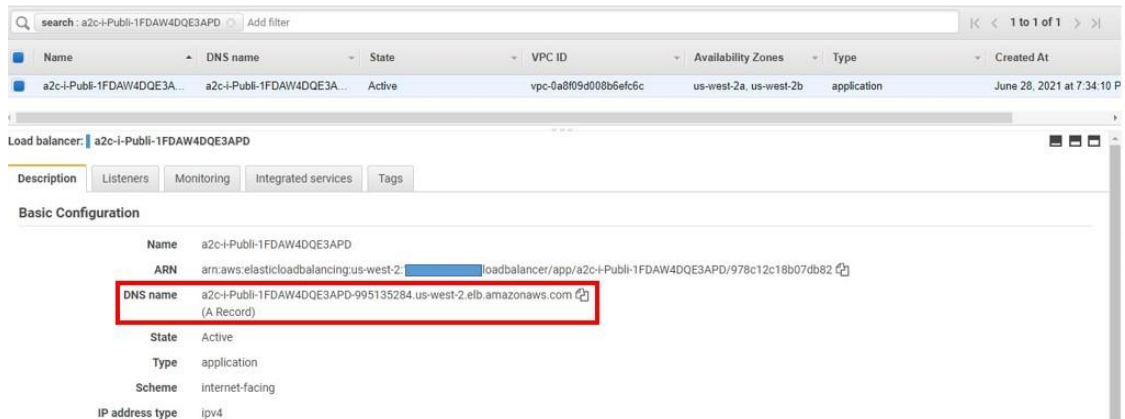 search : a2c-i-Publi-1FDAW4DQE3APD Add filter 1 to 1 of 1
Name DNS name State VPC ID Availability Zones Type Created At
a2c-i-Publi-1FDAW4DQE3A... a2c-i-Publi-1FDAW4DQE3A... Active vpc-0a8f09d008b6efc6c us-west-2a, us-west-2b application June 28, 2021 at 7:34:10 P
Load balancer: a2c-i-Publi-1FDAW4DQE3APD
Description Listeners Monitoring Integrated services Tags
Basic Configuration
Name a2c-i-Publi-1FDAW4DQE3APD
ARN arn:aws:elasticloadbalancing:us-west-2: loadbalancer/app/a2c-i-Publi-1FDAW4DQE3APD/978c12c18b07db82
DNS name a2c-i-Publi-1FDAW4DQE3APD-995135284.us-west-2.elb.amazonaws.com
(A Record)
State Active
Type application
Scheme internet-facing
IP address type ipv4